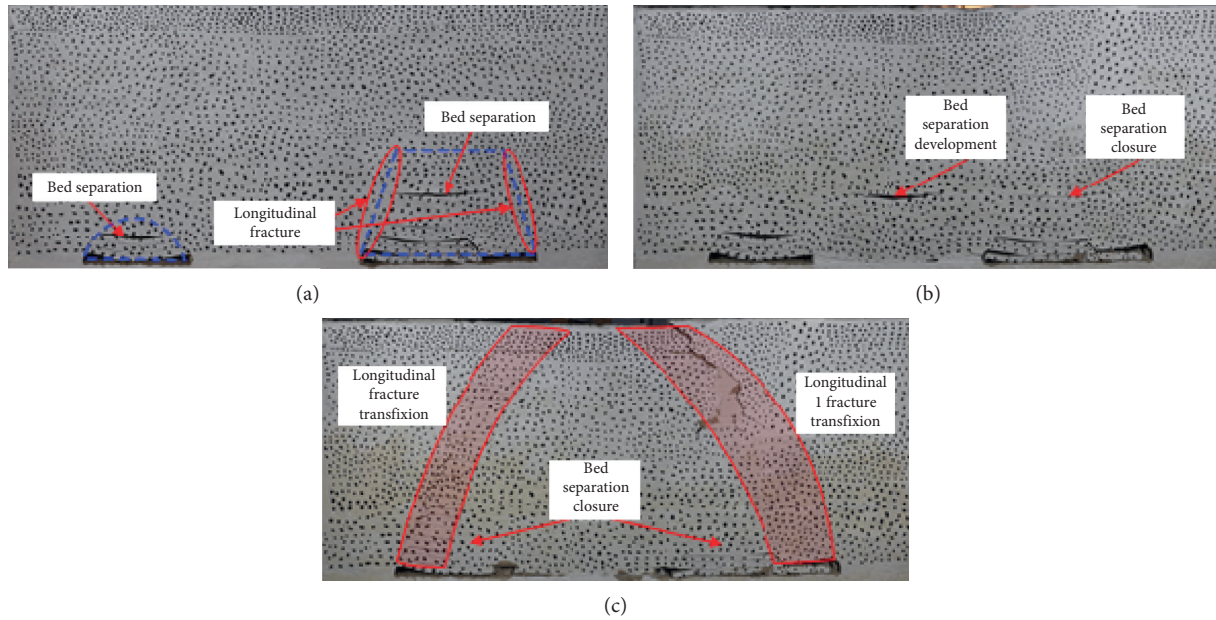 Bed separation
Bed separation
Longitudinal
fracture
(a)
Bed
separation
development
Bed
separation
closure
(b)
Longitudinal
fracture
transfixion
Longitudinal
1 fracture
transfixion
Bed
separation
closure
(c)